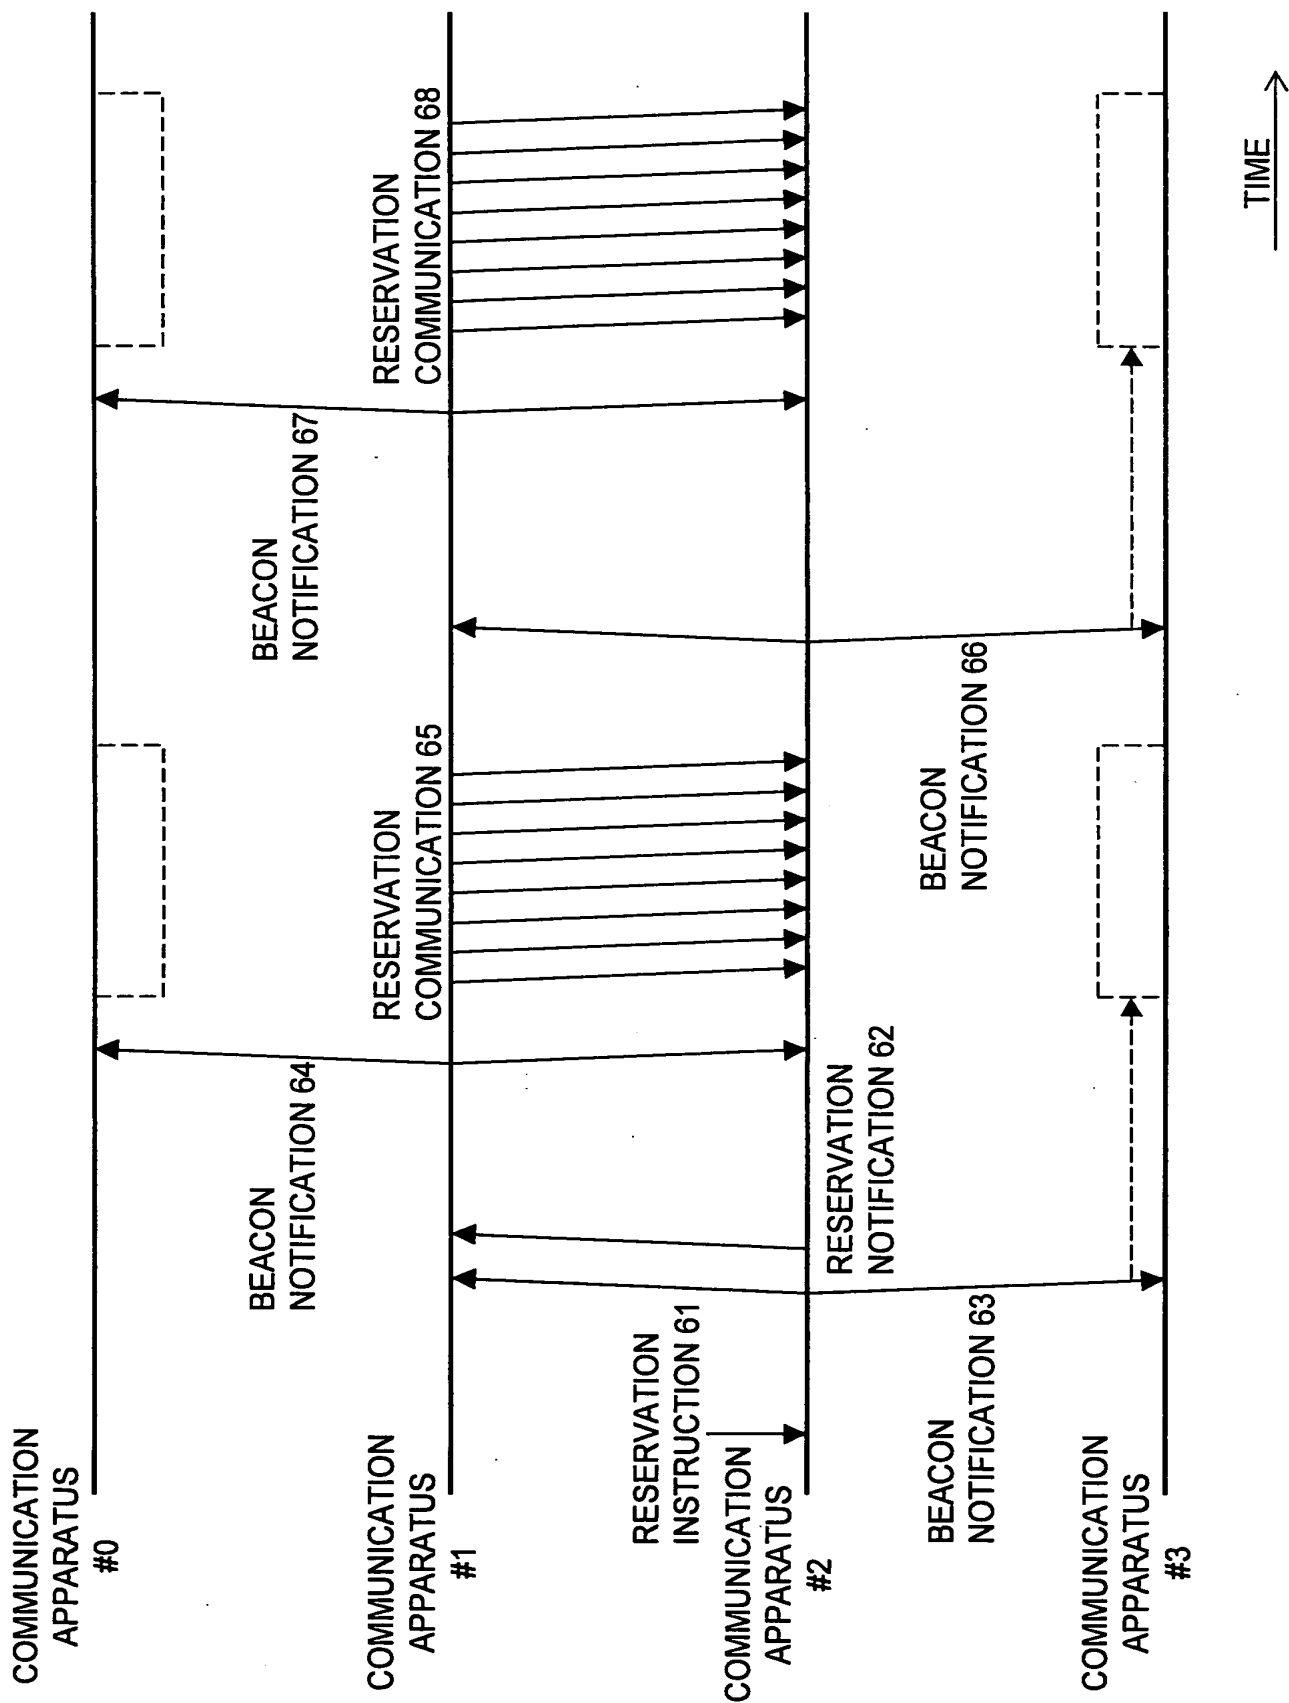 COMMUNICATION
APPARATUS
#0
COMMUNICATION
APPARATUS
#1
COMMUNICATION
APPARATUS
#2
COMMUNICATION
APPARATUS
#3
RESERVATION
INSTRUCTION 61
RESERVATION
NOTIFICATION 62
BEACON
NOTIFICATION 63
BEACON
NOTIFICATION 64
RESERVATION
COMMUNICATION 65
BEACON
NOTIFICATION 66
BEACON
NOTIFICATION 67
RESERVATION
COMMUNICATION 68
TIME